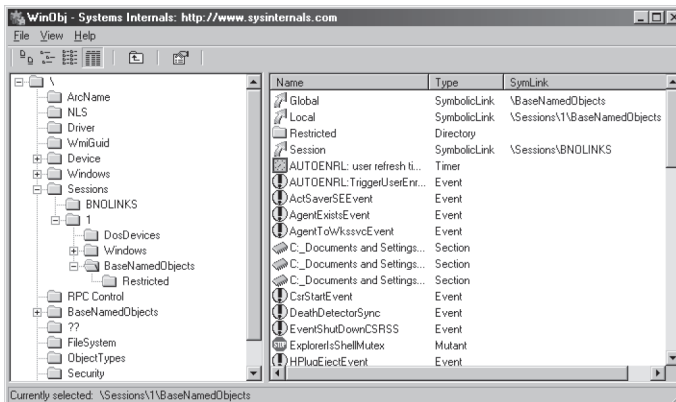 WinObj - Systems Internals: http://www.sysinternals.com
File View Help
\
ArcName
NLS
Driver
WmiGuid
Device
Windows
Sessions
BNOLINKS
1
DosDevices
Windows
BaseNamedObjects
Restricted
RPC Control
BaseNamedObjects
??
FileSystem
ObjectTypes
Security
Name Type SymLink
Global SymbolicLink \BaseNamedObjects
Local SymbolicLink \Sessions\1\BaseNamedObjects
Restricted Directory
Session SymbolicLink \Sessions\BNOLINKS
AUTOENRL: user refresh ti... Timer
AUTOENRL: TriggerUserEnr... Event
ActSaverSEEvent Event
AgentExistsEvent Event
AgentToWkssvcEvent Event
C:_Documents and Settings... Section
C:_Documents and Settings... Section
C:_Documents and Settings... Section
CsrStartEvent Event
DeathDetectorSync Event
EventShutDownCSRSS Event
ExplorerIsShellMutex Mutant
HPlugEjectEvent Event
Currently selected: \Sessions\1\BaseNamedObjects